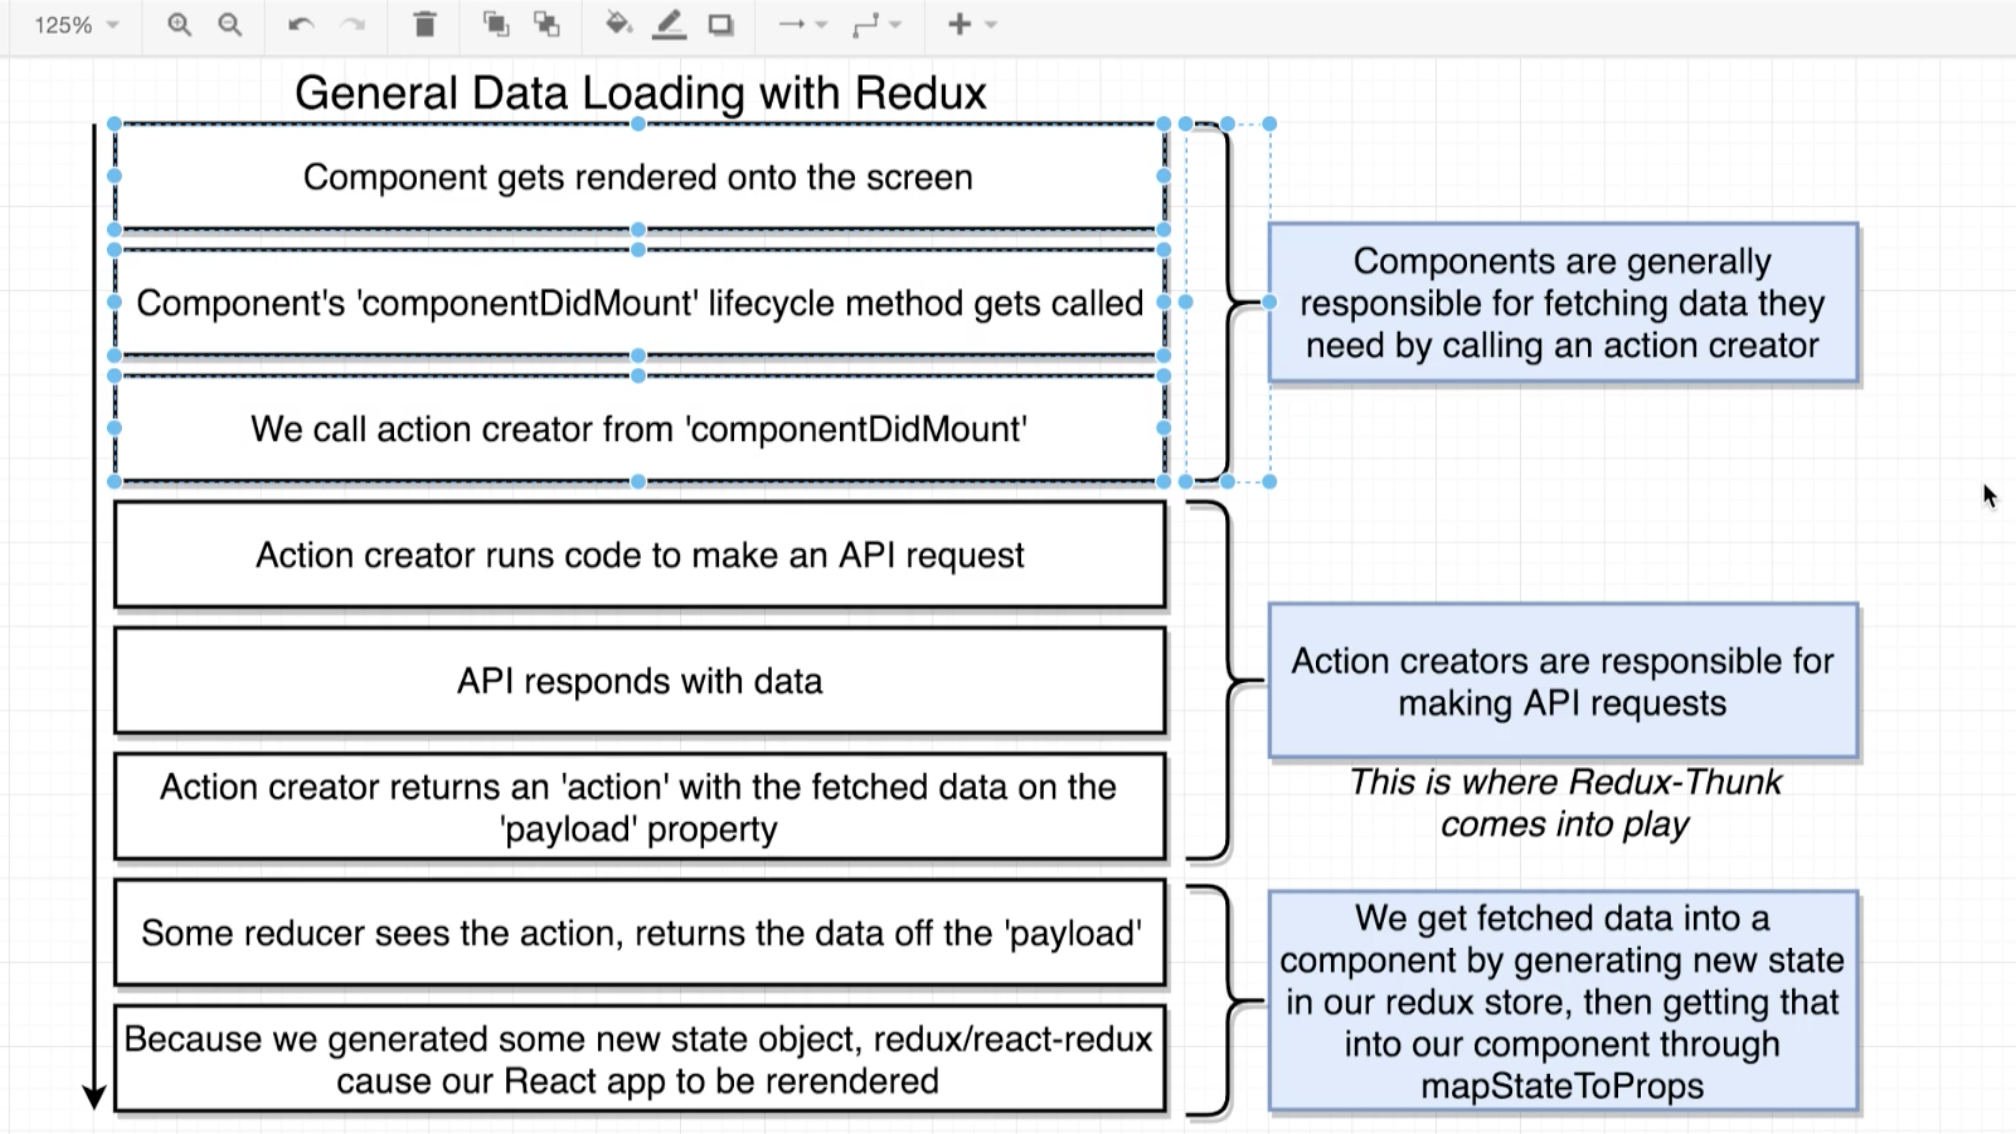 125%
General Data Loading with Redux
Component gets rendered onto the screen
Component's 'componentDidMount' lifecycle method gets called
We call action creator from 'componentDidMount'
Components are generally
responsible for fetching data they
need by calling an action creator
Action creator runs code to make an API request
API responds with data
Action creator returns an 'action' with the fetched data on the
'payload' property
Action creators are responsible for
making API requests
This is where Redux-Thunk
comes into play
Some reducer sees the action, returns the data off the 'payload'
Because we generated some new state object, redux/react-redux
cause our React app to be rerendered
We get fetched data into a
component by generating new state
in our redux store, then getting that
into our component through
mapStateToProps